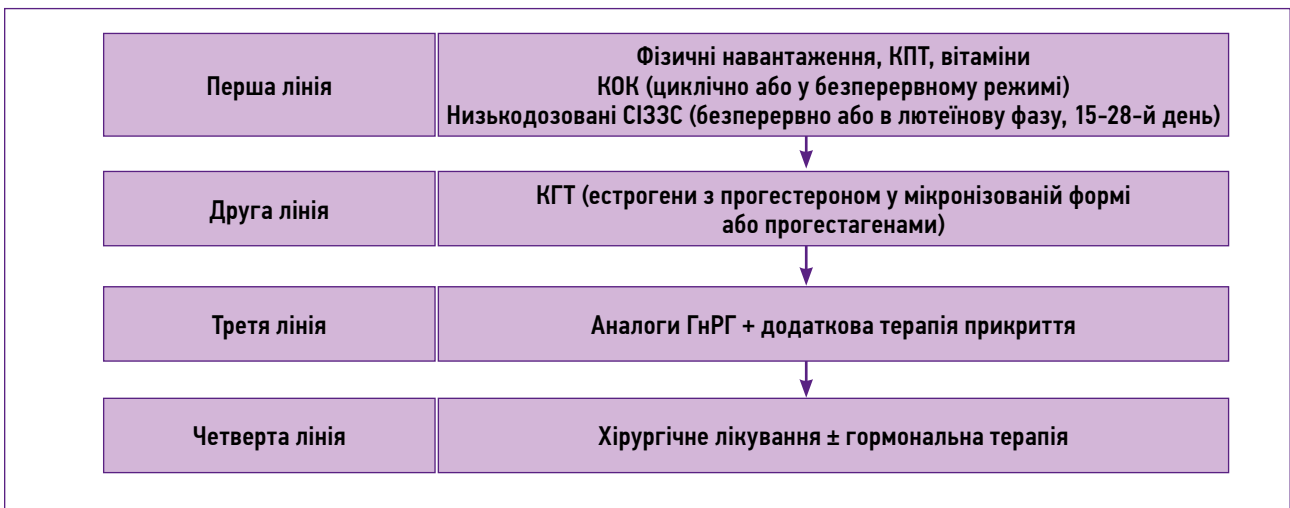 Перша лінія
Фізичні навантаження, КПТ, вітаміни
КОК (циклічно або у безперервному режимі)
Низькодозовані СІЗЗС (безперервно або в лютеїнову фазу, 15-28-й день)
Друга лінія
КГТ (естрогени з прогестероном у мікронізованій формі
або прогестагенами)
Третя лінія
Аналоги ГнРГ + додаткова терапія прикриття
Четверта лінія
Хірургічне лікування ± гормональна терапія